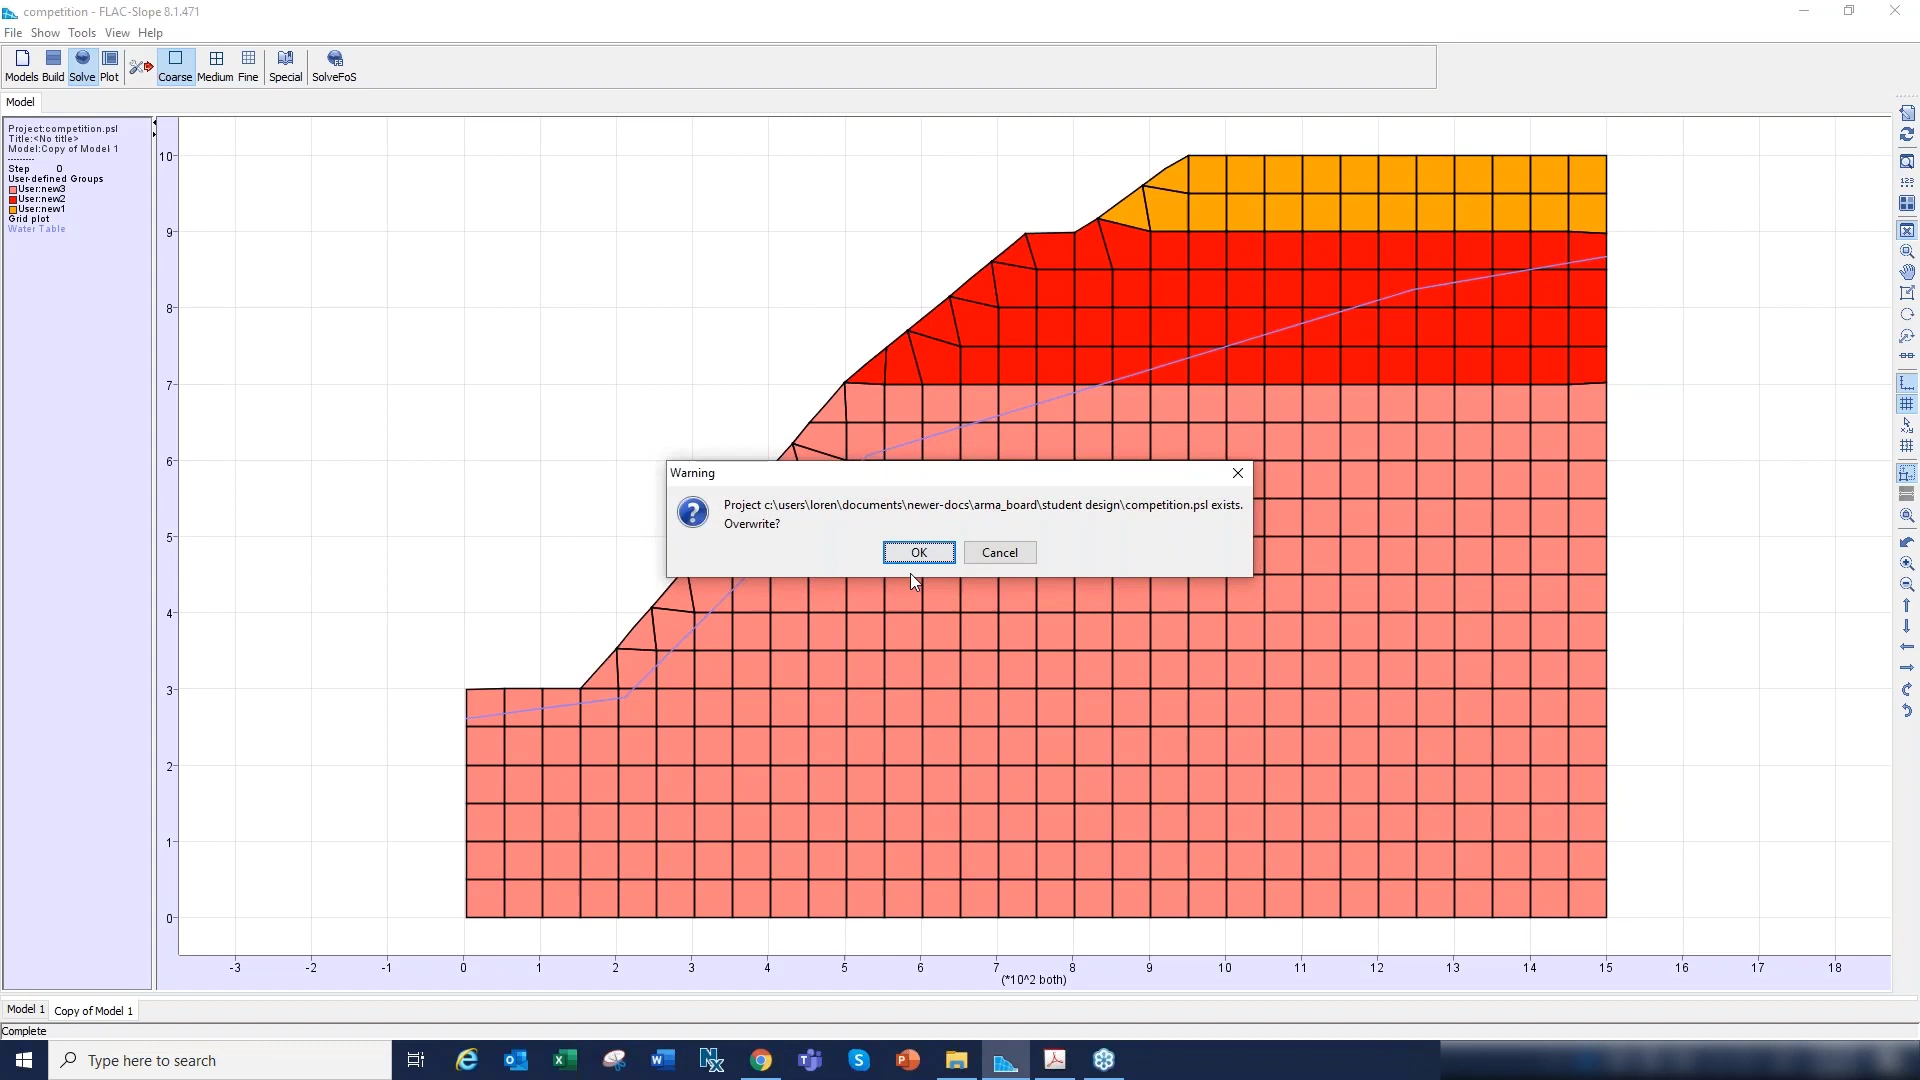 competition - FLAC-Slope 8.1.471
File Show Tools View Help
Models Build Solve Plot Coarse Medium Fine Special SolveFoS
Model
Project:competition.psl
Title:<No title>
Model:Copy of Model 1
---------
Step 0
User-defined Groups
User:new3
User:new2
User:new1
Grid plot
Water Table
10
9
8
7
6
5
4
3
2
1
0
-3 -2 -1 0 1 2 3 4 5 6 7 8 9 10 11 12 13 14 15 16 17 18
(*10^2 both)
Warning
Project c:\users\loren\documents\newer-docs\arma_board\student design\competition.psl exists.
Overwrite?
OK Cancel
123
Model 1 Copy of Model 1
Complete
Type here to search